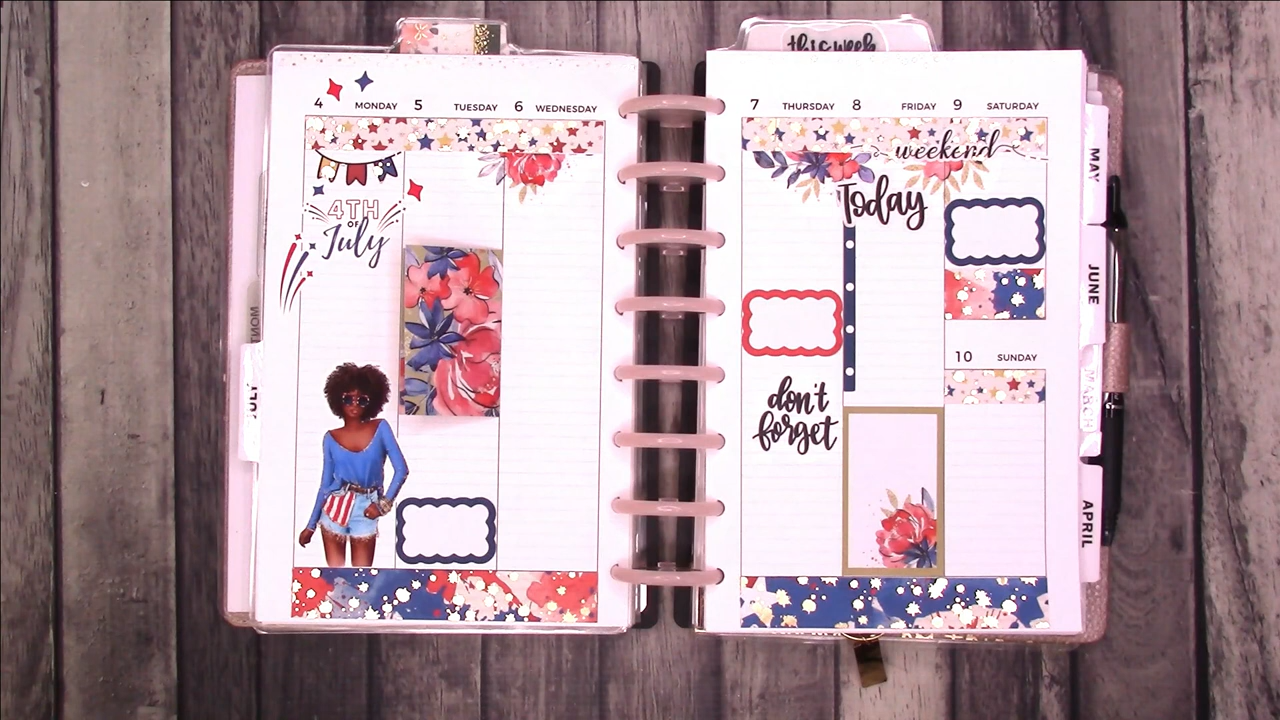 this week
4 MONDAY 5 TUESDAY 6 WEDNESDAY
4TH
OF
July
JULY
7 THURSDAY 8 FRIDAY 9 SATURDAY
weekend
Today
don't
forget
10 SUNDAY
MAY
JUNE
MARCH
APRIL